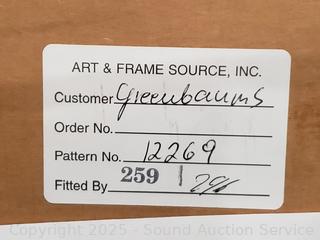 ART & FRAME SOURCE, INC.
Customer Greenbaums
Order No.
Pattern No. 12269
Fitted By 259
Copyright 2025 - Sound Auction Service